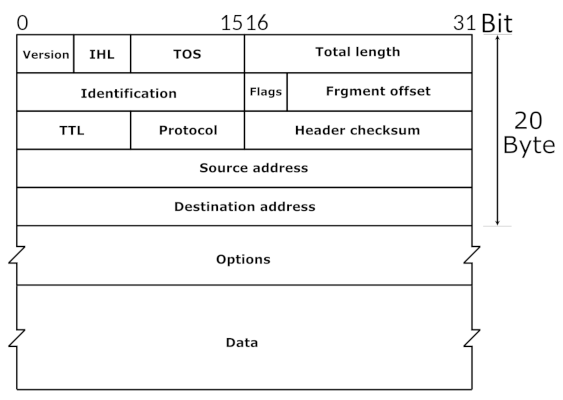 0 15 16 31 Bit
Version IHL TOS Total length
Identification Flags Frgment offset
TTL Protocol Header checksum
20
Byte
Source address
Destination address
Options
Data